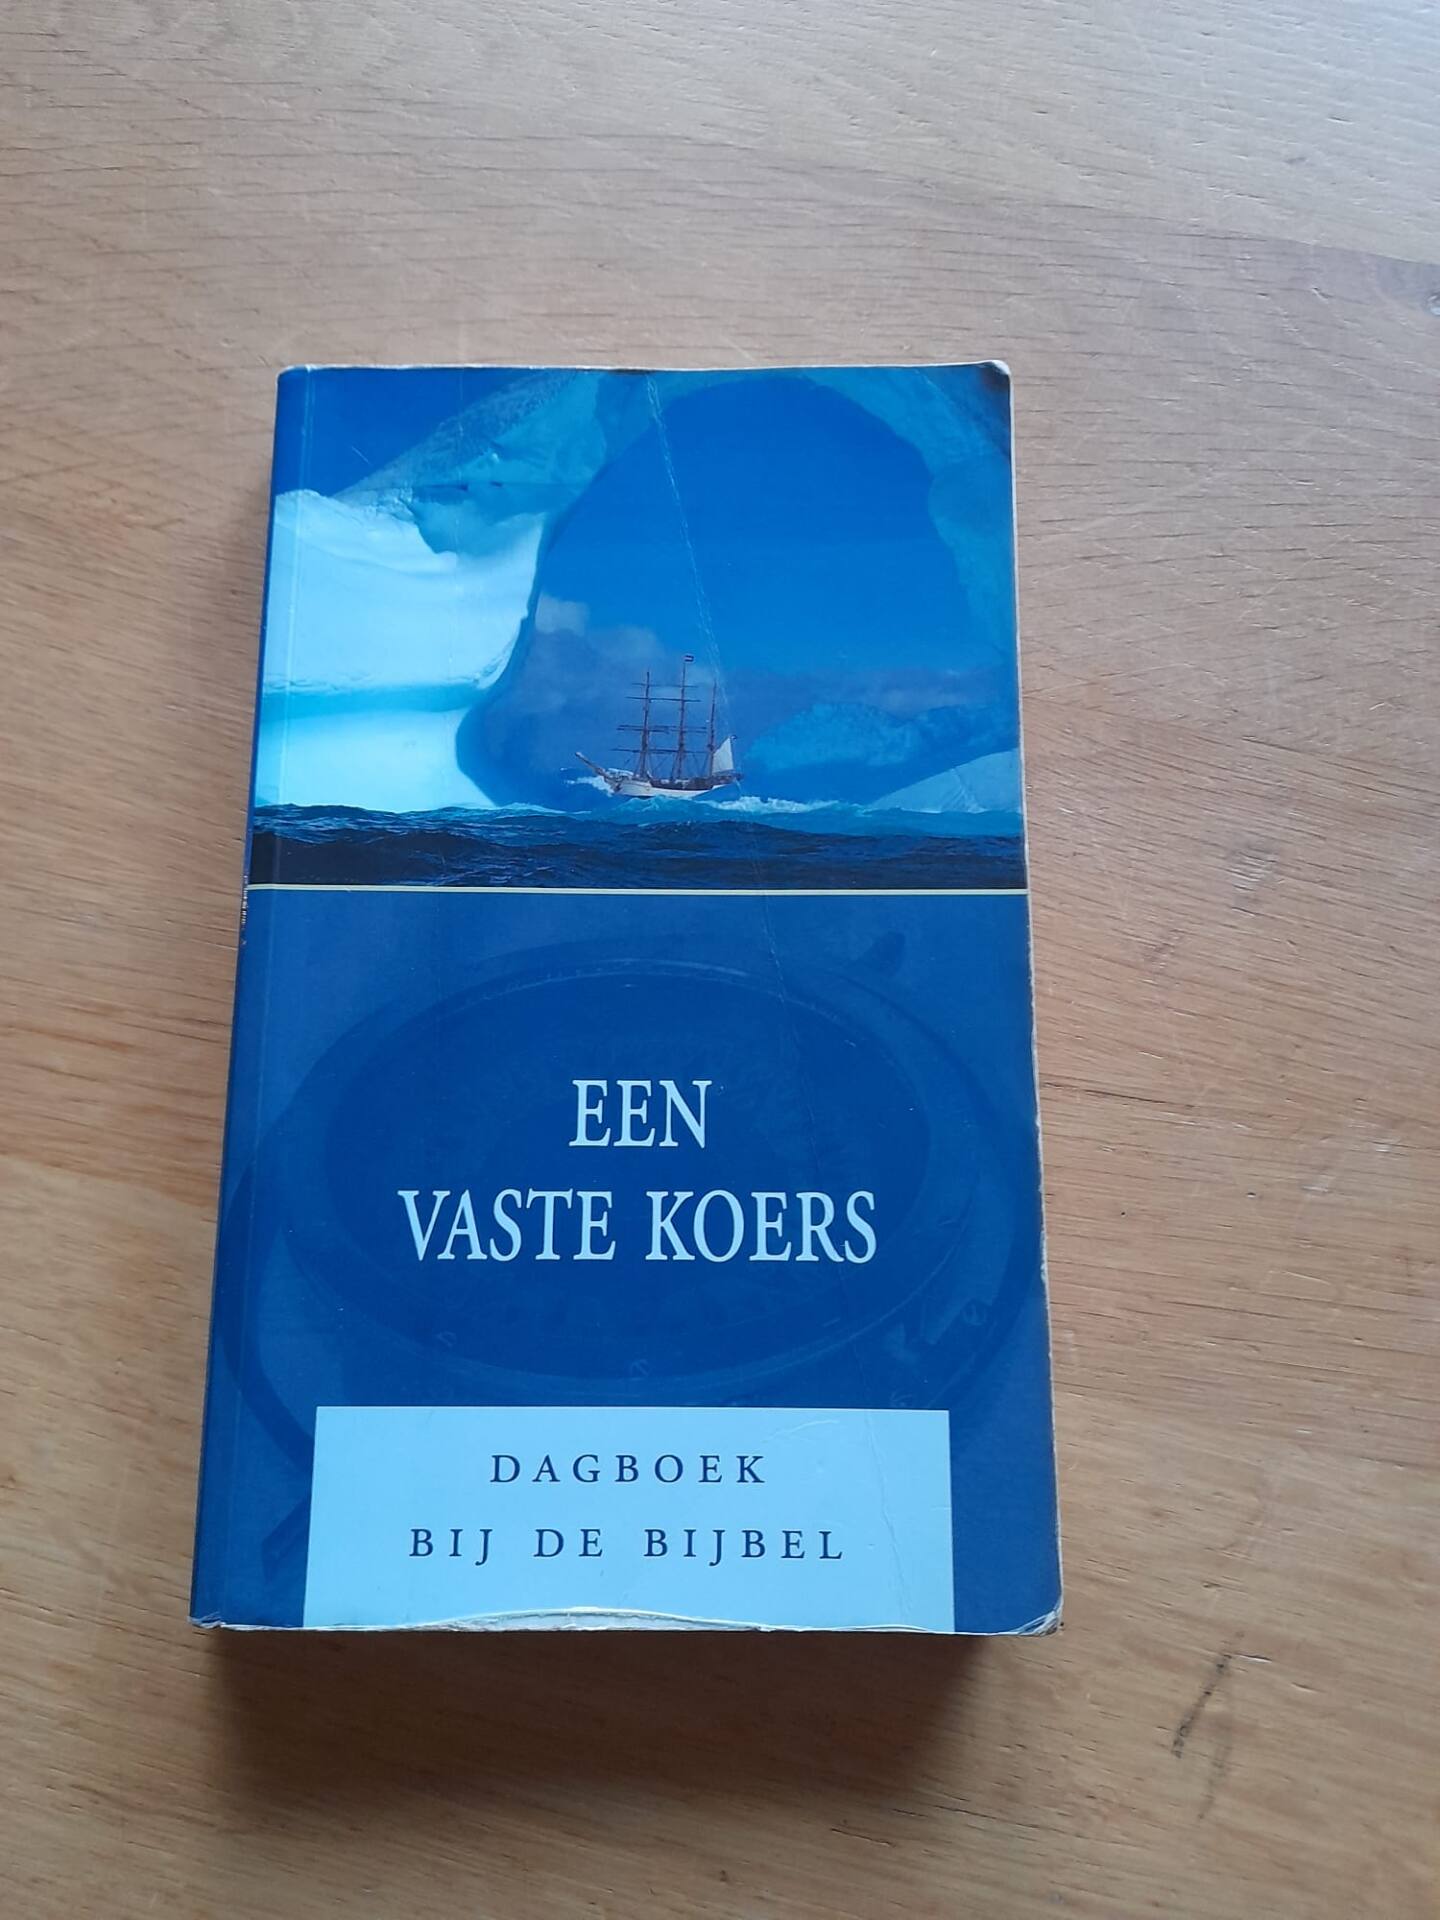 EEN
VASTE KOERS
DAGBOEK
BIJ DE BIJBEL